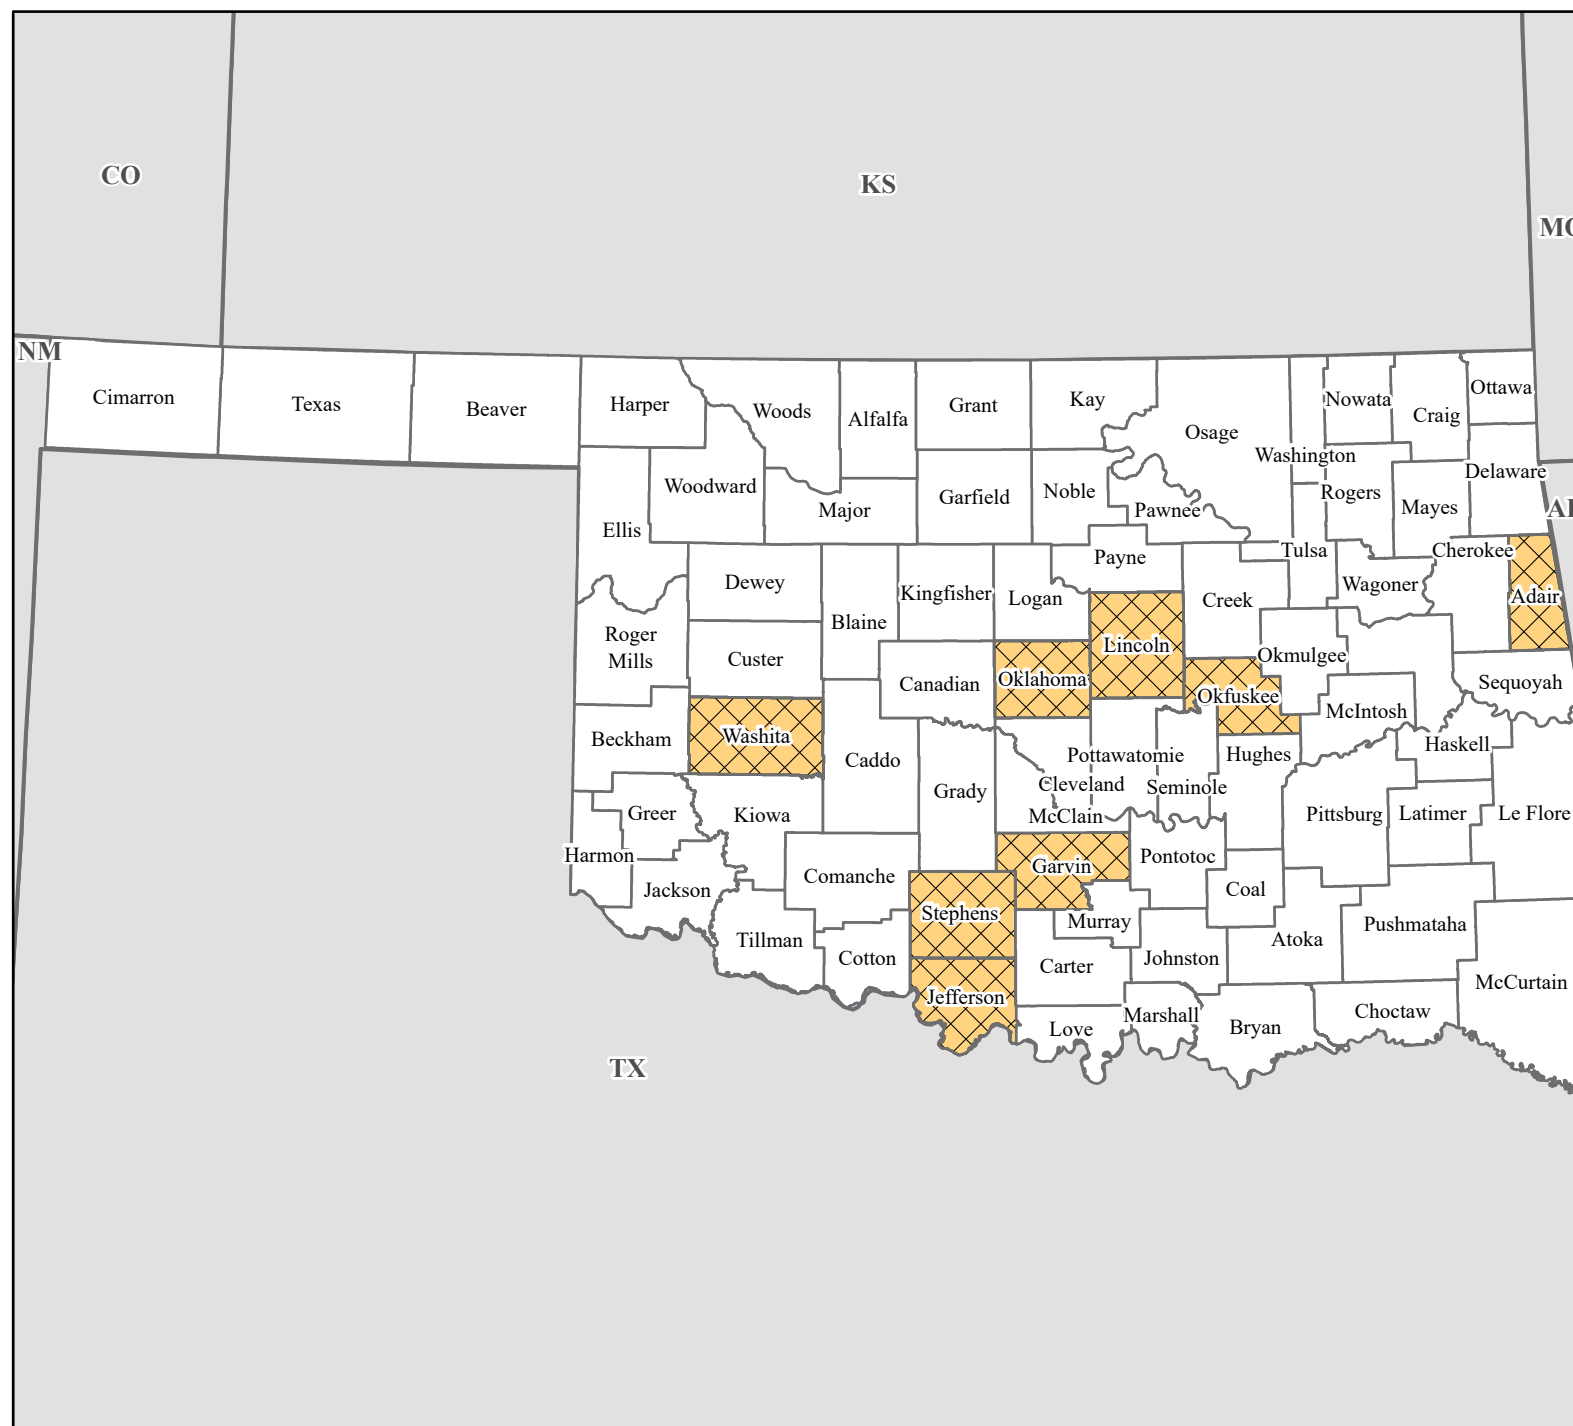 CO
KS
MO
NM
Cimarron
Texas
Beaver
Harper
Woods
Alfalfa
Grant
Kay
Osage
Nowata
Craig
Ottawa
Washington
Delaware
Woodward
Major
Garfield
Noble
Pawnee
Rogers
Mayes
Ellis
Payne
Tulsa
Cherokee
Dewey
Kingfisher
Logan
Creek
Wagoner
Adair
Blaine
Roger
Mills
Custer
Lincoln
Okmulgee
Canadian
Oklahoma
Okfuskee
Sequoyah
McIntosh
Beckham
Washita
Caddo
Pottawatomie
Hughes
Haskell
Grady
Cleveland
Seminole
Greer
Kiowa
McClain
Pittsburg
Latimer
Le Flore
Harmon
Jackson
Comanche
Garvin
Pontotoc
Coal
Stephens
Murray
Pushmataha
Tillman
Cotton
Carter
Johnston
Atoka
McCurtain
Jefferson
Love
Marshall
Bryan
Choctaw
TX